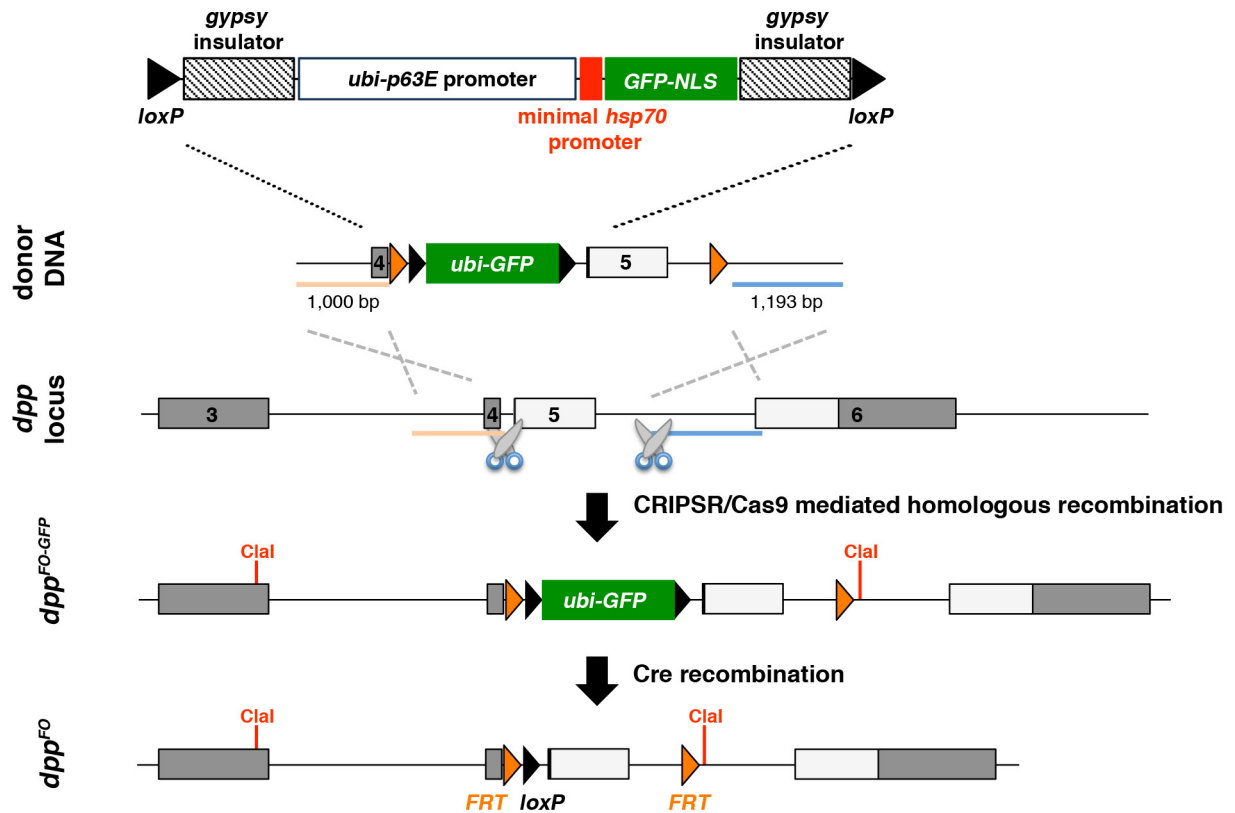 gypsy
insulator
gypsy
insulator
ubi-p63E promoter
GFP-NLS
loxP
minimal hsp70
promoter
loxP
donor
DNA
4
ubi-GFP
5
1,000 bp
1,193 bp
dpp
locus
3
4
5
6
CRIPSR/Cas9 mediated homologous recombination
dppFO-GFP
ClaI
ClaI
ubi-GFP
Cre recombination
dppFO
ClaI
ClaI
FRT
loxP
FRT